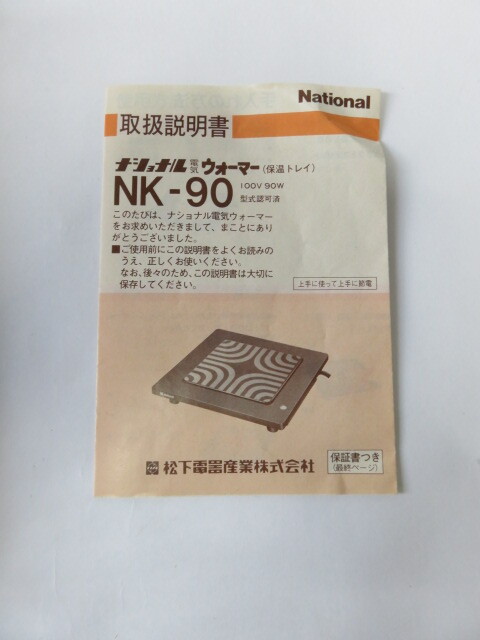 National
取扱説明書
ナショナル電気ウォーマー(保温トレイ)
NK-90 100V 90W
型式認可済
このたびは、ナショナル電気ウォーマー
をお求めいただきまして、まことにあり
がとうございました。
■ご使用前にこの説明書をよくお読みの
うえ、正しくお使いください。
なお、後々のため、この説明書は大切に
保存してください。
上手に使って上手に節電
松下電器産業株式会社
保証書つき
(最終ページ)